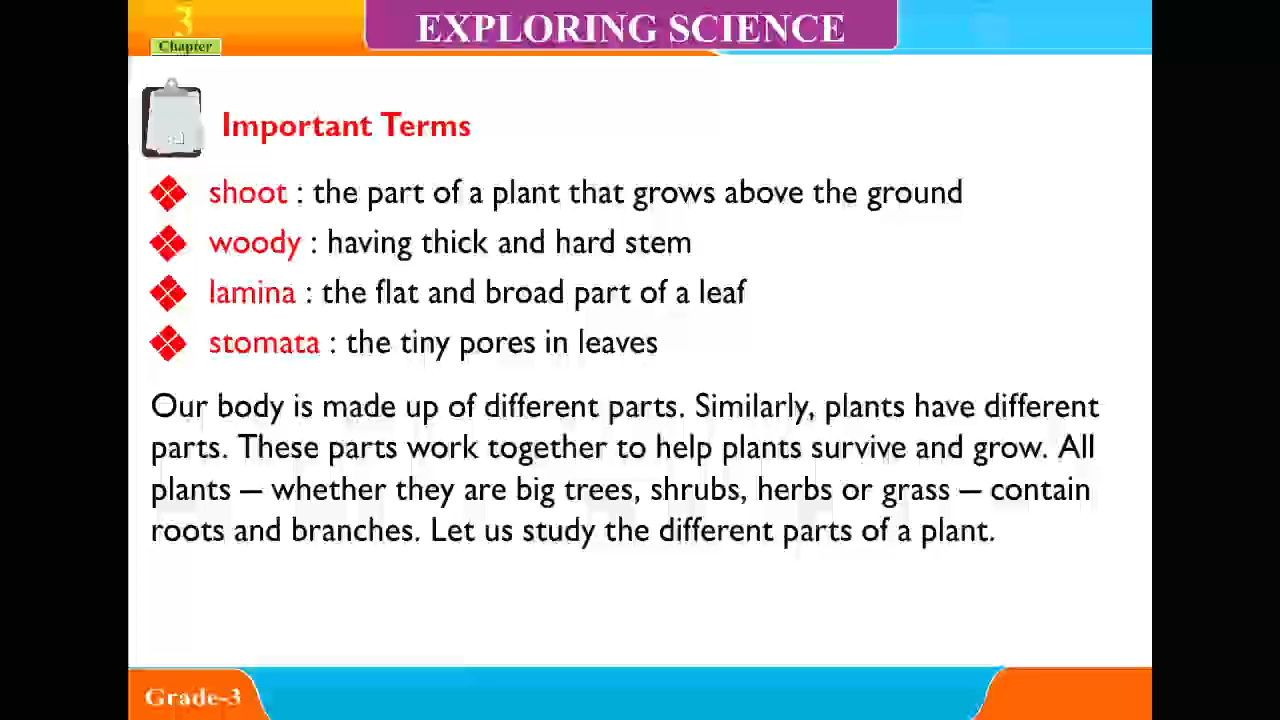 3
Chapter
EXPLORING SCIENCE
Important Terms
shoot : the part of a plant that grows above the ground
woody : having thick and hard stem
lamina : the flat and broad part of a leaf
stomata : the tiny pores in leaves
Our body is made up of different parts. Similarly, plants have different
parts. These parts work together to help plants survive and grow. All
plants — whether they are big trees, shrubs, herbs or grass — contain
roots and branches. Let us study the different parts of a plant.
Grade-3